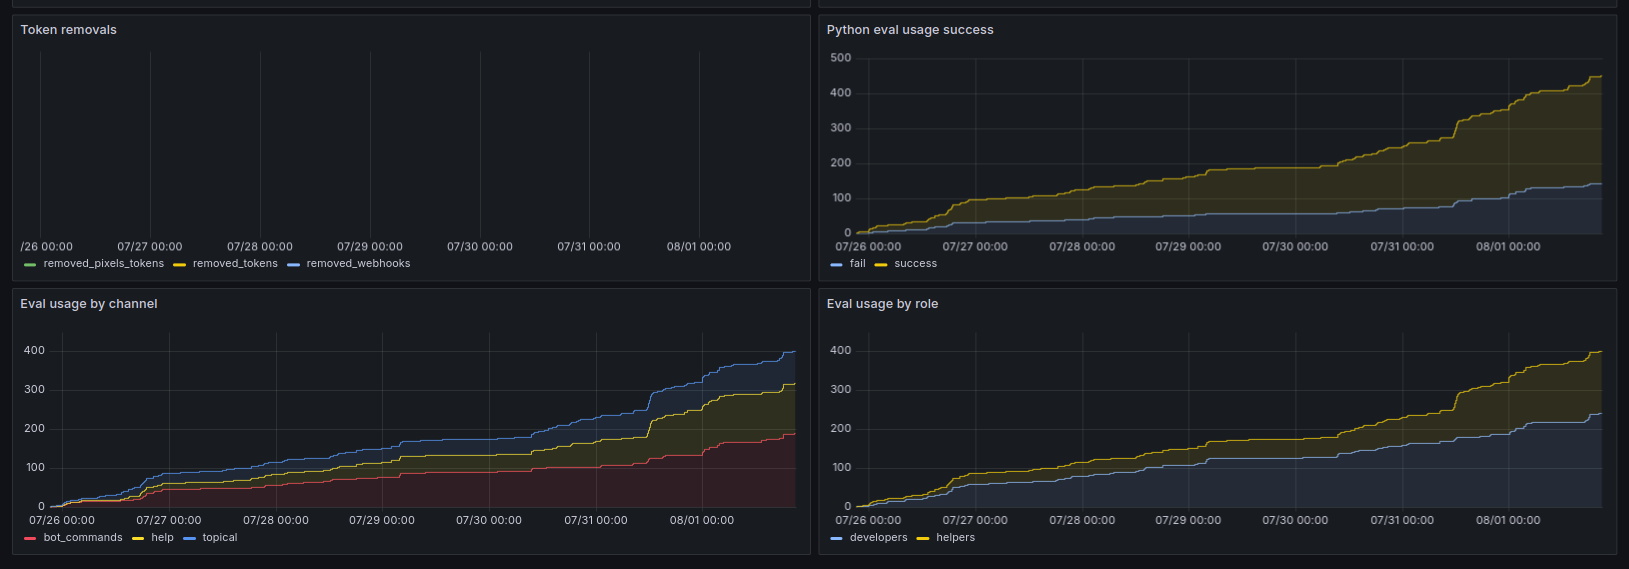 Token removals
/26 00:00 07/27 00:00 07/28 00:00 07/29 00:00 07/30 00:00 07/31 00:00 08/01 00:00
removed_pixels_tokens removed_tokens removed_webhooks
Python eval usage success
500
400
300
200
100
0
07/26 00:00 07/27 00:00 07/28 00:00 07/29 00:00 07/30 00:00 07/31 00:00 08/01 00:00
fail success
Eval usage by channel
400
300
200
100
0
07/26 00:00 07/27 00:00 07/28 00:00 07/29 00:00 07/30 00:00 07/31 00:00 08/01 00:00
bot_commands help topical
Eval usage by role
400
300
200
100
0
07/26 00:00 07/27 00:00 07/28 00:00 07/29 00:00 07/30 00:00 07/31 00:00 08/01 00:00
developers helpers